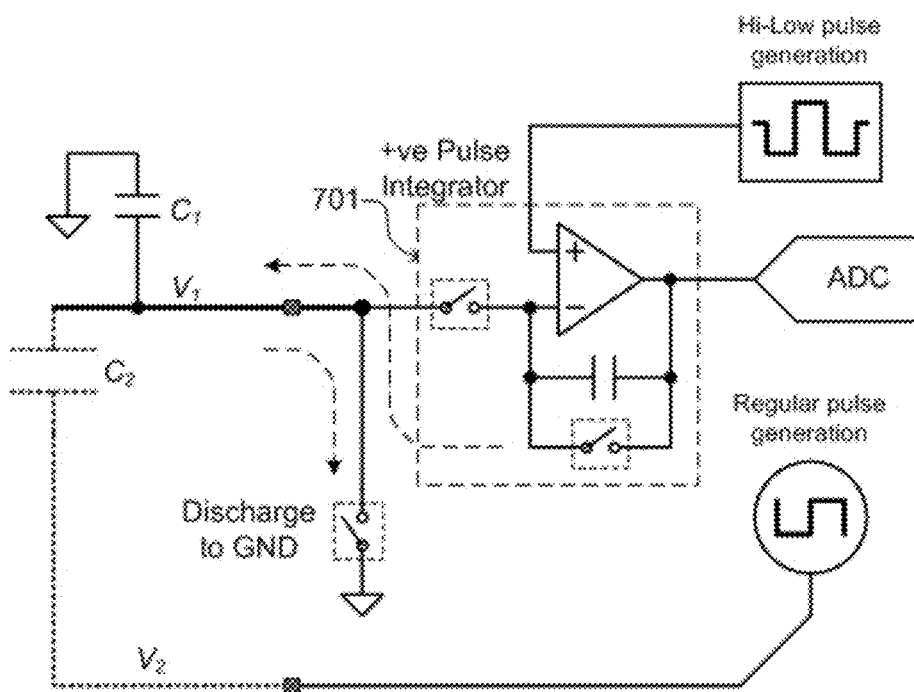 Hi-Low pulse
generation
+ve Pulse
Integrator
701
C1
V1
+
−
ADC
C2
Regular pulse
generation
Discharge
to GND
V2